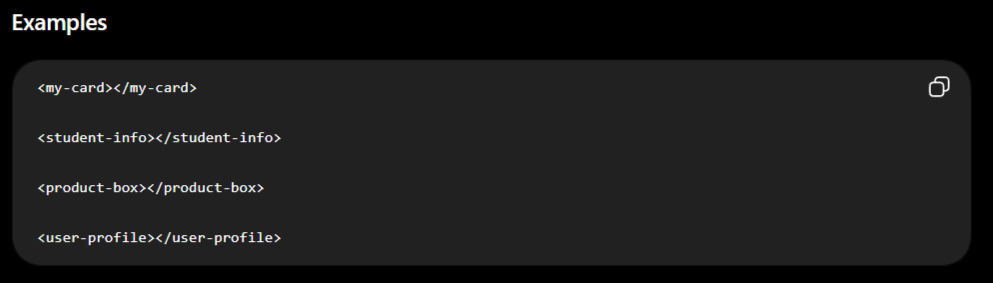 Examples
<my-card></my-card>
<student-info></student-info>
<product-box></product-box>
<user-profile></user-profile>